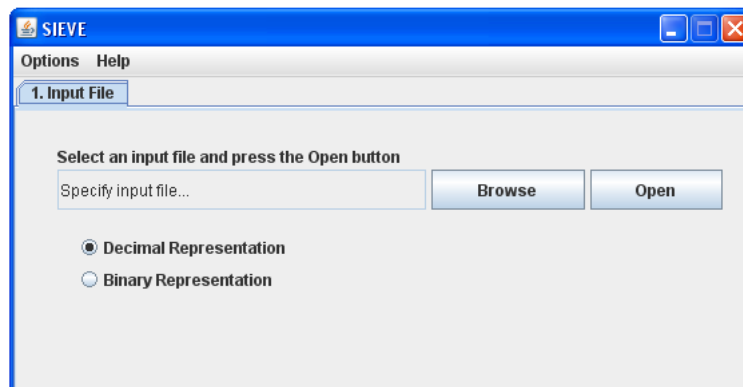 SIEVE
Options Help
1. Input File
Select an input file and press the Open button
Specify input file... Browse Open
Decimal Representation
Binary Representation